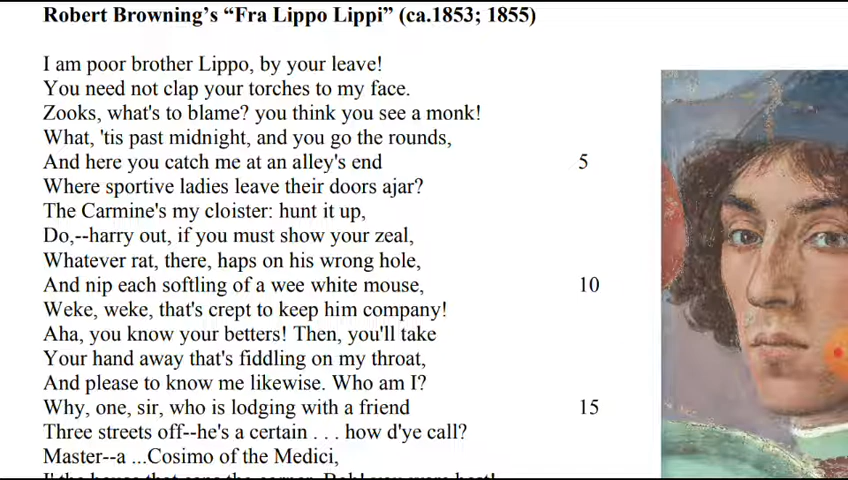 Robert Browning’s “Fra Lippo Lippi” (ca.1853; 1855)
I am poor brother Lippo, by your leave!
You need not clap your torches to my face.
Zooks, what's to blame? you think you see a monk!
What, 'tis past midnight, and you go the rounds,
And here you catch me at an alley's end 5
Where sportive ladies leave their doors ajar?
The Carmine's my cloister: hunt it up,
Do,--harry out, if you must show your zeal,
Whatever rat, there, haps on his wrong hole,
And nip each softling of a wee white mouse, 10
Weke, weke, that's crept to keep him company!
Aha, you know your betters! Then, you'll take
Your hand away that's fiddling on my throat,
And please to know me likewise. Who am I?
Why, one, sir, who is lodging with a friend 15
Three streets off--he's a certain . . . how d'ye call?
Master--a ...Cosimo of the Medici,